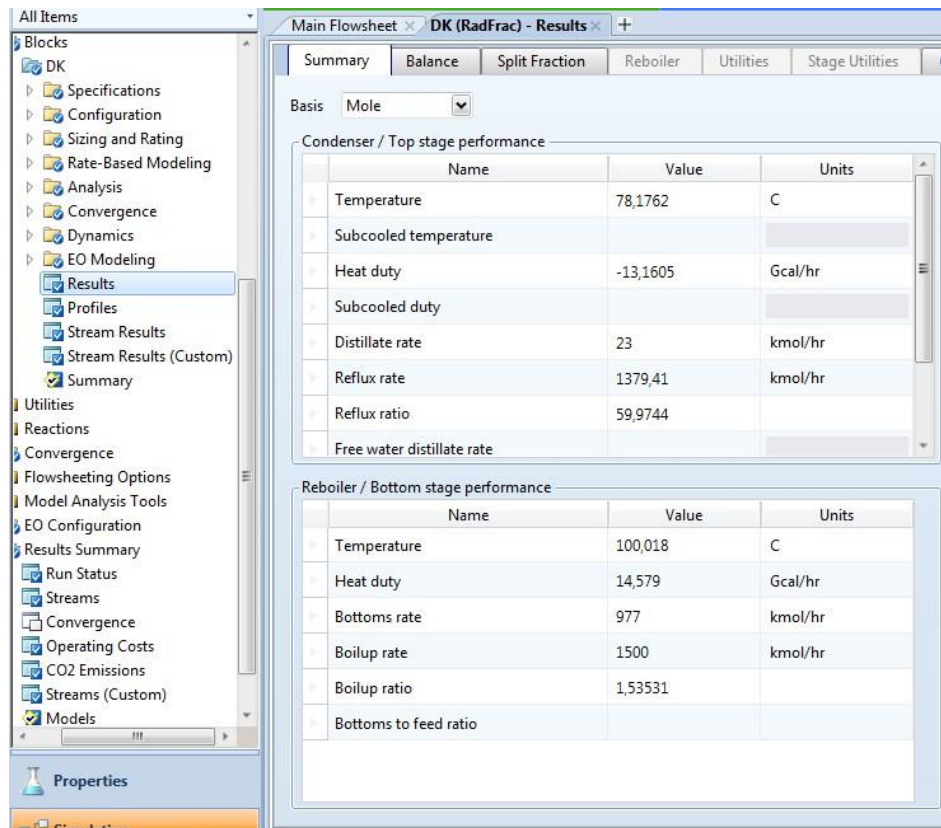 All Items
Blocks
DK
Specifications
Configuration
Sizing and Rating
Rate-Based Modeling
Analysis
Convergence
Dynamics
EO Modeling
Results
Profiles
Stream Results
Stream Results (Custom)
Summary
Utilities
Reactions
Convergence
Flowsheeting Options
Model Analysis Tools
EO Configuration
Results Summary
Run Status
Streams
Convergence
Operating Costs
CO2 Emissions
Streams (Custom)
Models
Properties
Main Flowsheet × DK (RadFrac) - Results × +
Summary Balance Split Fraction Reboiler Utilities Stage Utilities
Basis Mole
Condenser / Top stage performance
Name Value Units
Temperature 78,1762 C
Subcooled temperature
Heat duty -13,1605 Gcal/hr
Subcooled duty
Distillate rate 23 kmol/hr
Reflux rate 1379,41 kmol/hr
Reflux ratio 59,9744
Free water distillate rate
Reboiler / Bottom stage performance
Name Value Units
Temperature 100,018 C
Heat duty 14,579 Gcal/hr
Bottoms rate 977 kmol/hr
Boilup rate 1500 kmol/hr
Boilup ratio 1,53531
Bottoms to feed ratio